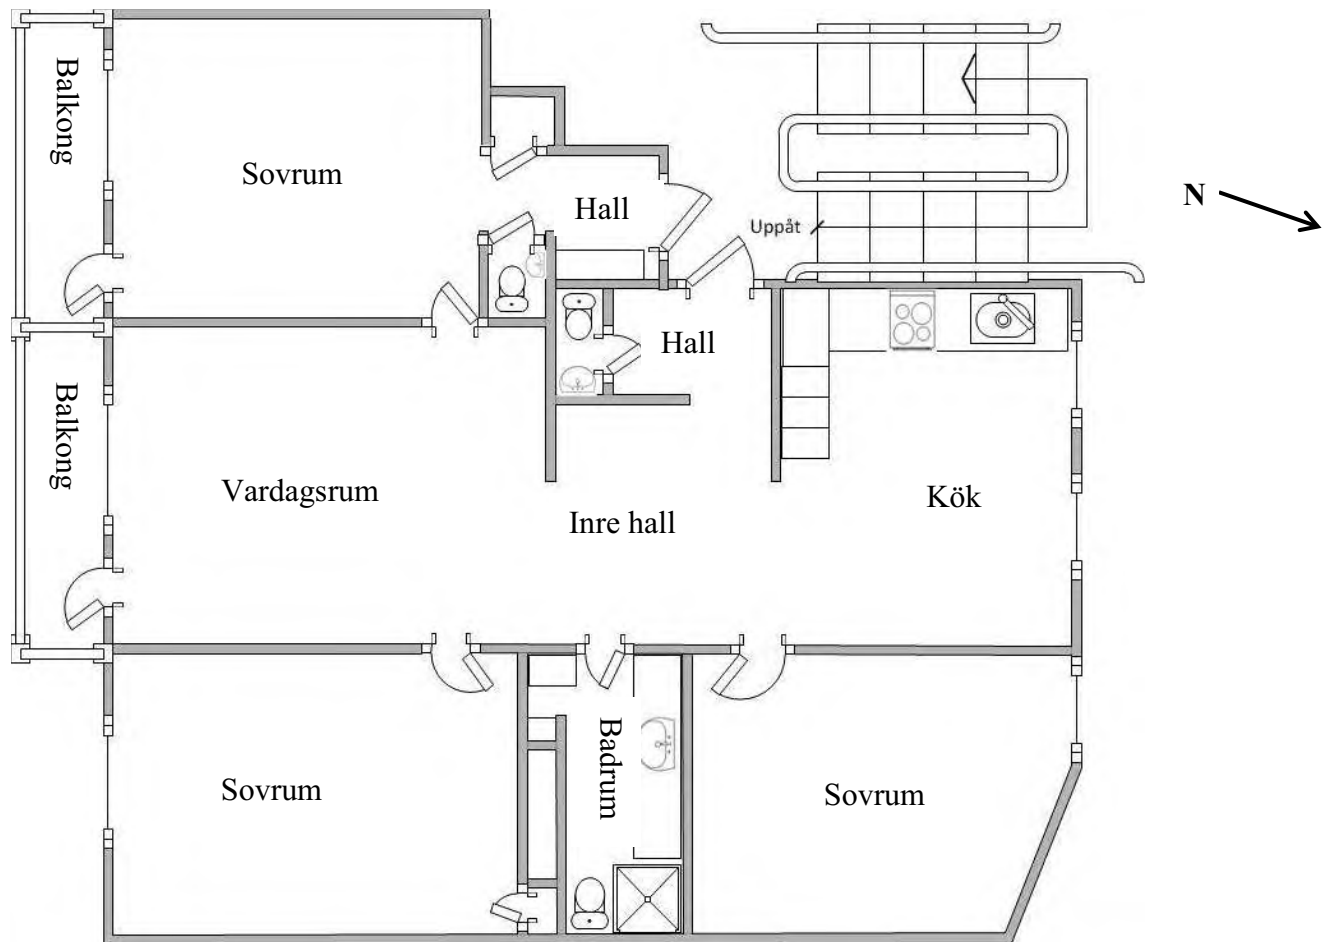 Balkong
Sovrum
Hall
Uppåt
N
Hall
Balkong
Vardagsrum
Inre hall
Kök
Sovrum
Badrum
Sovrum